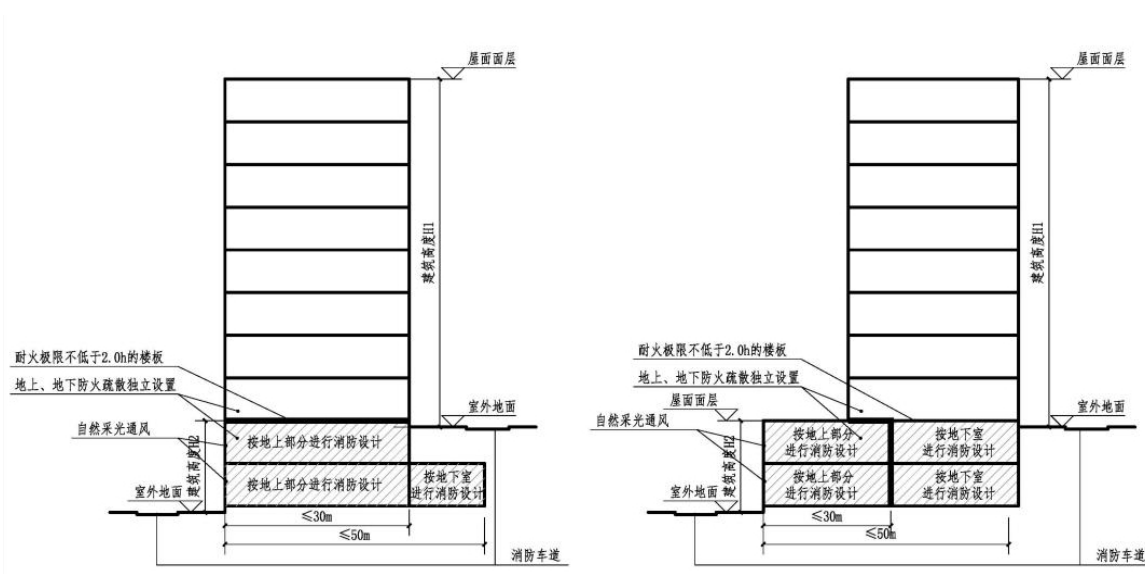 屋面面层
建筑高度H1
耐火极限不低于2.0h的楼板
地上、地下防火疏散独立设置
室外地面
自然采光通风
按地上部分进行消防设计
建筑高度H2
按地上部分进行消防设计
按地下室
进行消防设计
室外地面
≤30m
≤50m
消防车道
屋面面层
建筑高度H1
耐火极限不低于2.0h的楼板
地上、地下防火疏散独立设置
屋面面层
室外地面
自然采光通风
按地上部分
进行消防设计
按地下室
进行消防设计
建筑高度H2
按地上部分
进行消防设计
按地下室
进行消防设计
室外地面
≤30m
≤50m
消防车道